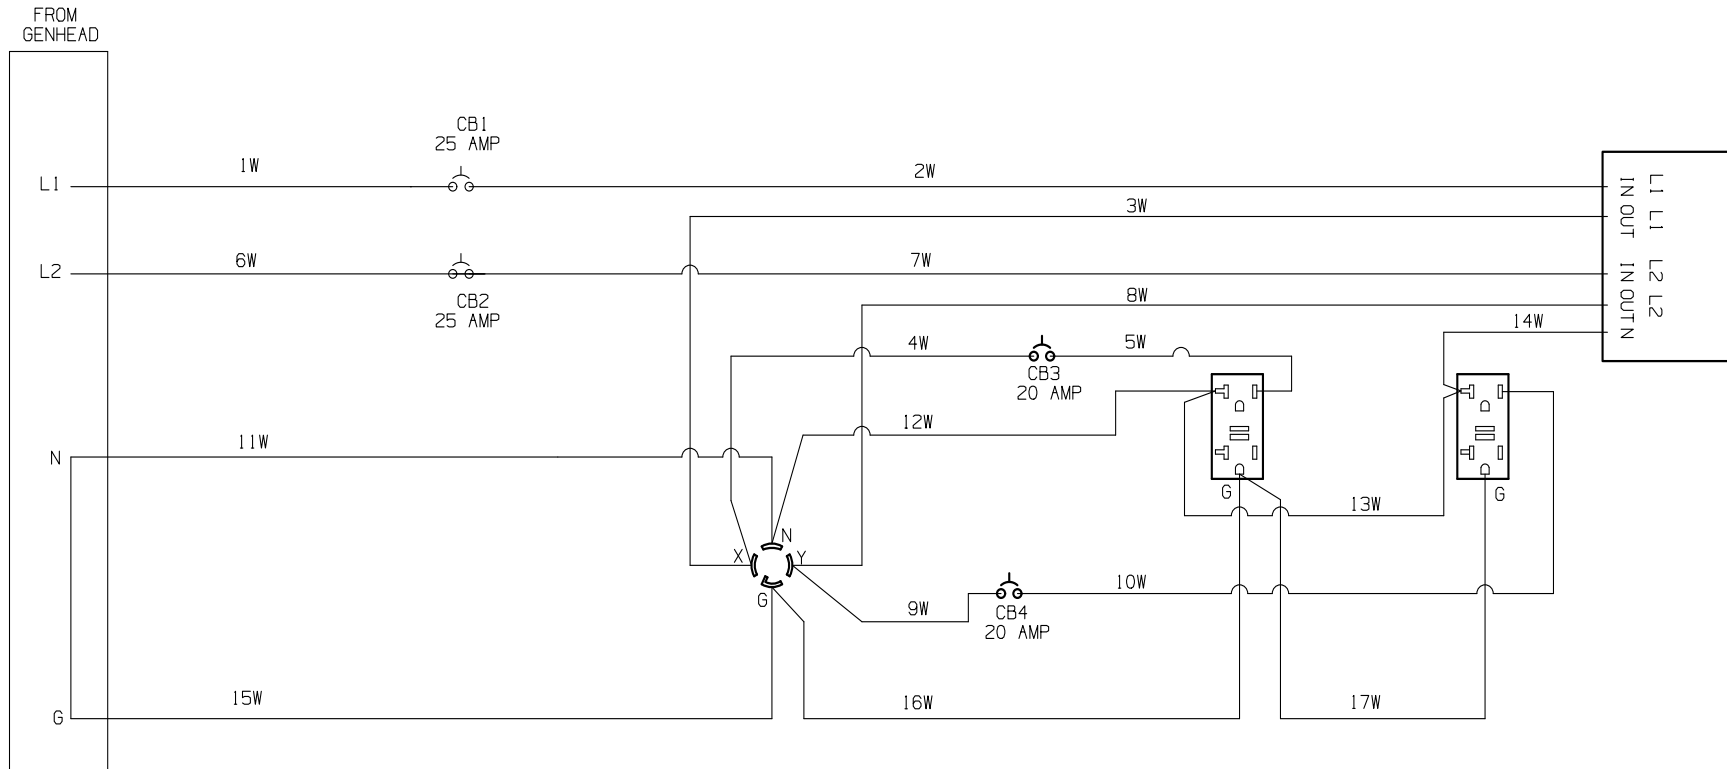 FROM
GENHEAD
CB1
25 AMP
1W
2W
L1
L1 IN
3W
L1 OUT
6W
7W
L2
L2 IN
CB2
25 AMP
8W
L2 OUT
14W
N
4W
5W
CB3
20 AMP
12W
11W
N
G
G
13W
N
X
Y
G
10W
9W
CB4
20 AMP
15W
16W
17W
G